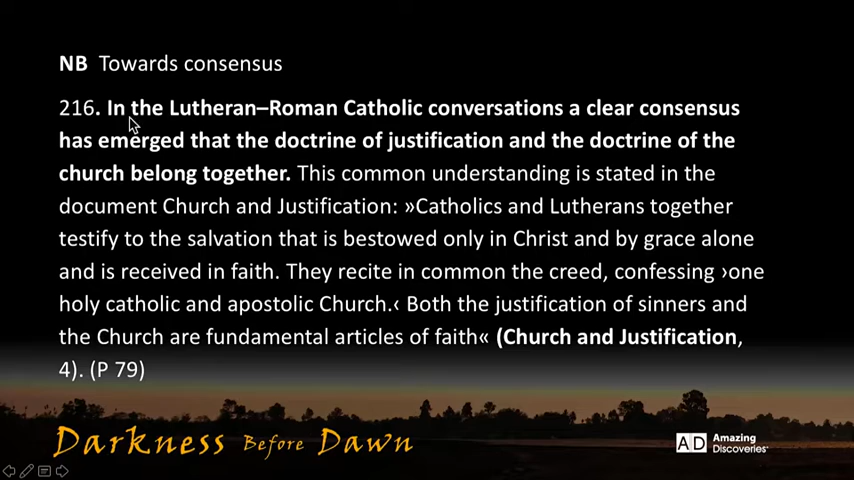 NB Towards consensus
216. In the Lutheran–Roman Catholic conversations a clear consensus
has emerged that the doctrine of justification and the doctrine of the
church belong together. This common understanding is stated in the
document Church and Justification: »Catholics and Lutherans together
testify to the salvation that is bestowed only in Christ and by grace alone
and is received in faith. They recite in common the creed, confessing ›one
holy catholic and apostolic Church.‹ Both the justification of sinners and
the Church are fundamental articles of faith« (Church and Justification,
4). (P 79)
Darkness Before Dawn
AD Amazing
Discoveries™